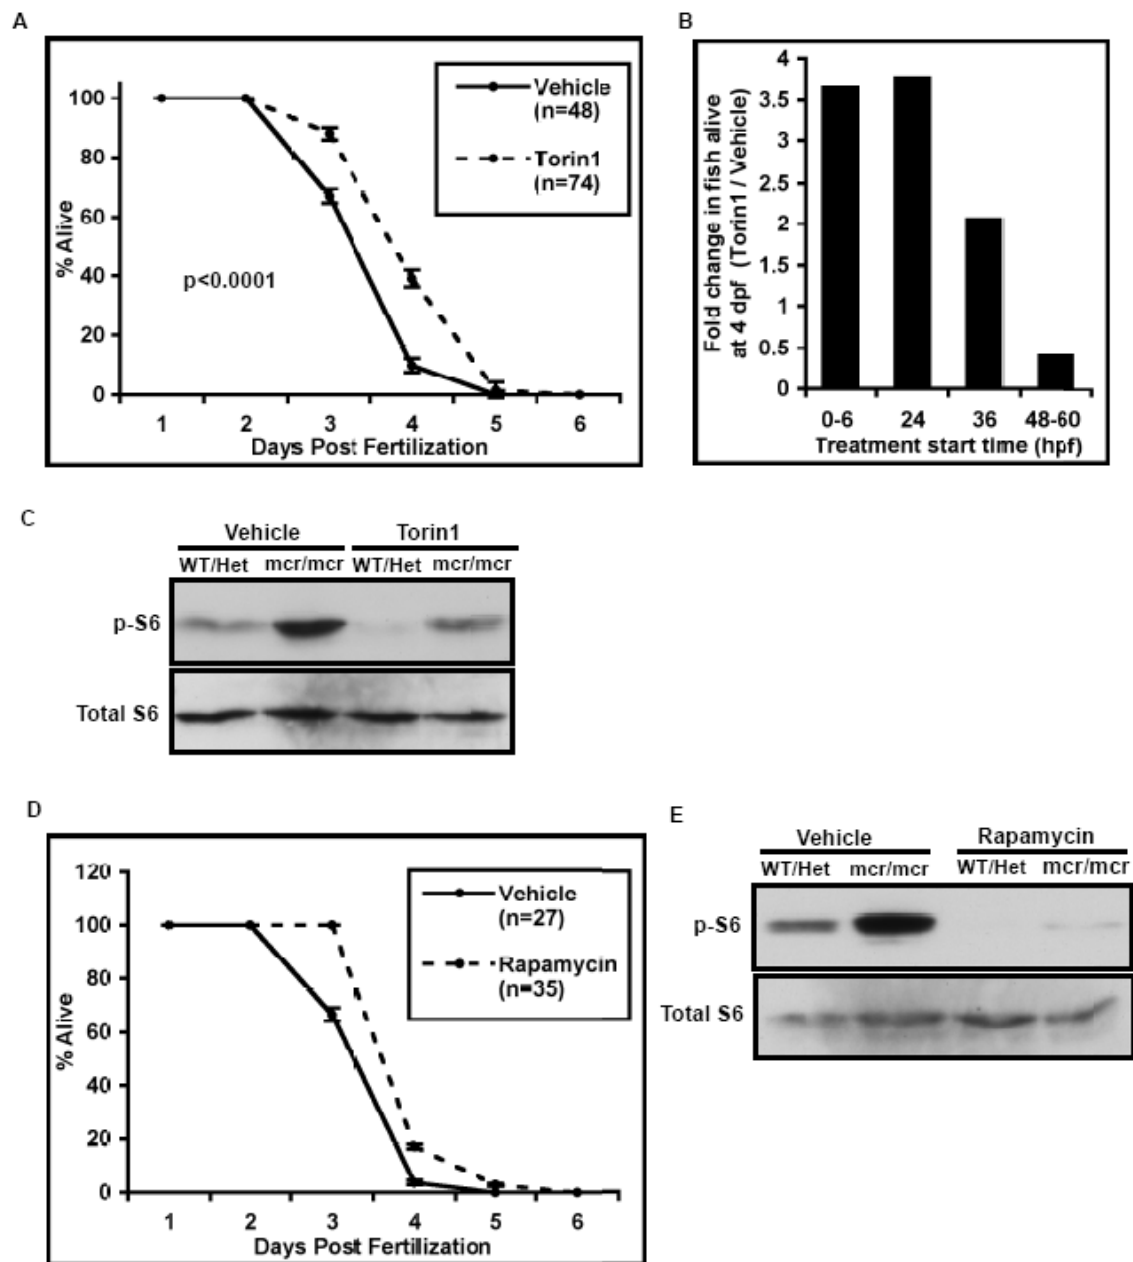 A
% Alive
100
80
60
40
20
0
p<0.0001
Vehicle
(n=48)
Torin1
(n=74)
1 2 3 4 5 6
Days Post Fertilization
B
Fold change in fish alive
at 4 dpf (Torin1 / Vehicle)
4
3.5
3
2.5
2
1.5
1
0.5
0
0-6 24 36 48-60
Treatment start time (hpf)
C
Vehicle Torin1
WT/Het mcr/mcr WT/Het mcr/mcr
p-S6
Total S6
D
% Alive
120
100
80
60
40
20
0
Vehicle
(n=27)
Rapamycin
(n=35)
1 2 3 4 5 6
Days Post Fertilization
E
Vehicle Rapamycin
WT/Het mcr/mcr WT/Het mcr/mcr
p-S6
Total S6